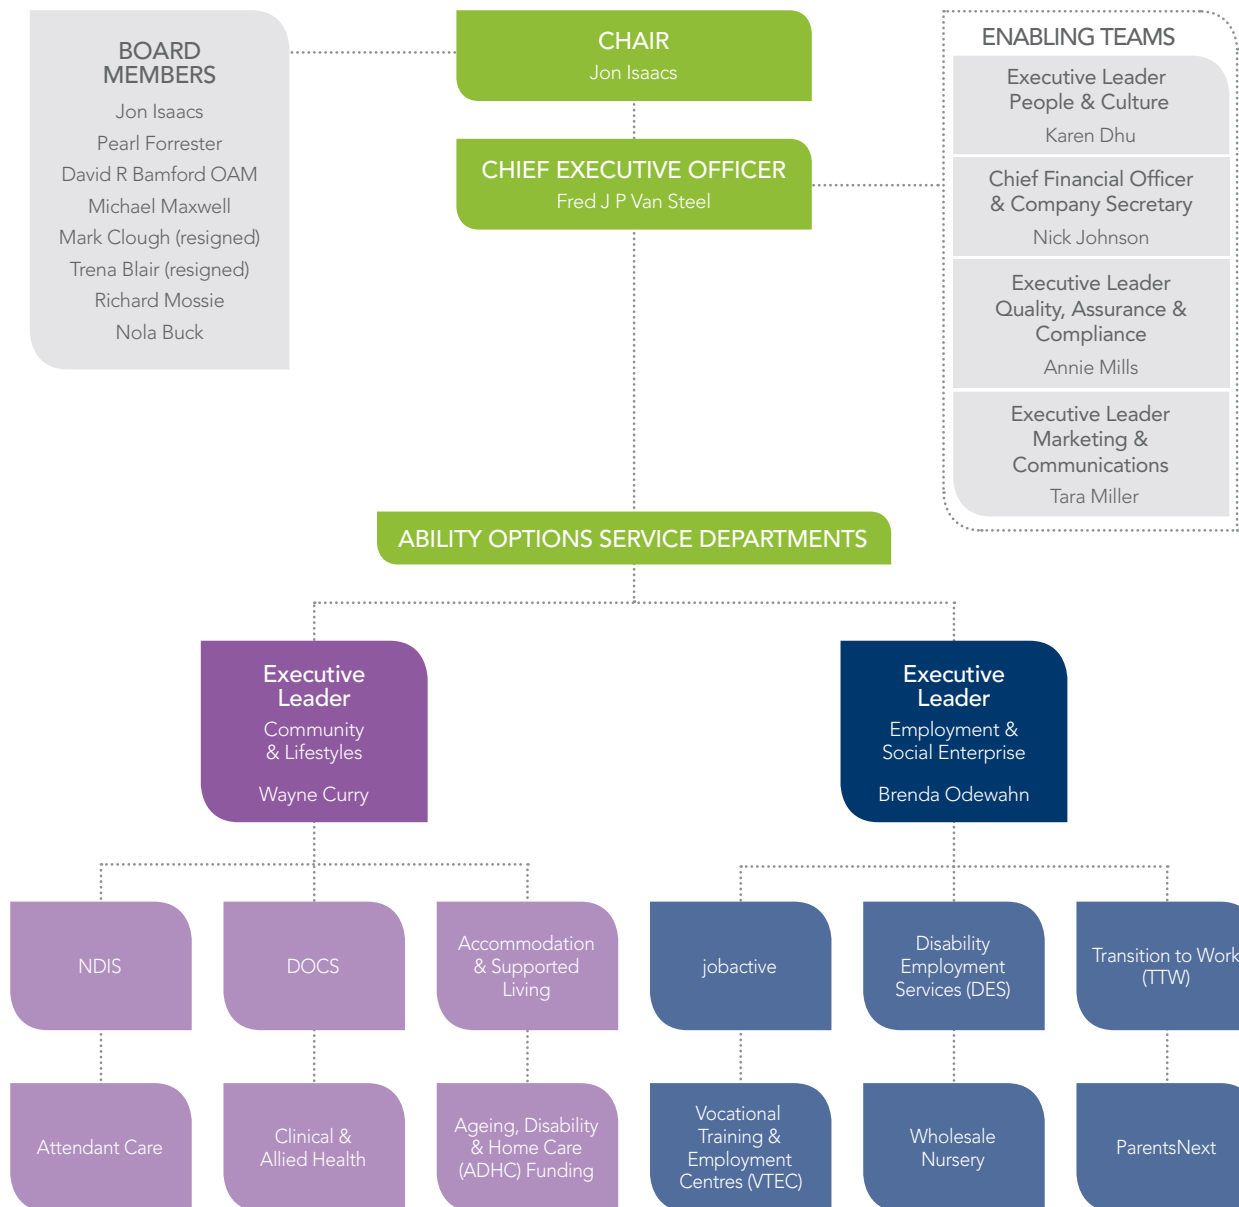 BOARD
MEMBERS
Jon Isaacs
Pearl Forrester
David R Bamford OAM
Michael Maxwell
Mark Clough (resigned)
Trena Blair (resigned)
Richard Mossie
Nola Buck
CHAIR
Jon Isaacs
CHIEF EXECUTIVE OFFICER
Fred J P Van Steel
ENABLING TEAMS
Executive Leader
People & Culture
Karen Dhu
Chief Financial Officer
& Company Secretary
Nick Johnson
Executive Leader
Quality, Assurance &
Compliance
Annie Mills
Executive Leader
Marketing &
Communications
Tara Miller
ABILITY OPTIONS SERVICE DEPARTMENTS
Executive
Leader
Community
& Lifestyles
Wayne Curry
Executive
Leader
Employment &
Social Enterprise
Brenda Odewahn
NDIS
DOCS
Accommodation
& Supported
Living
jobactive
Disability
Employment
Services (DES)
Transition to Work
(TTW)
Attendant Care
Clinical &
Allied Health
Ageing, Disability
& Home Care
(ADHC) Funding
Vocational
Training &
Employment
Centres (VTEC)
Wholesale
Nursery
ParentsNext